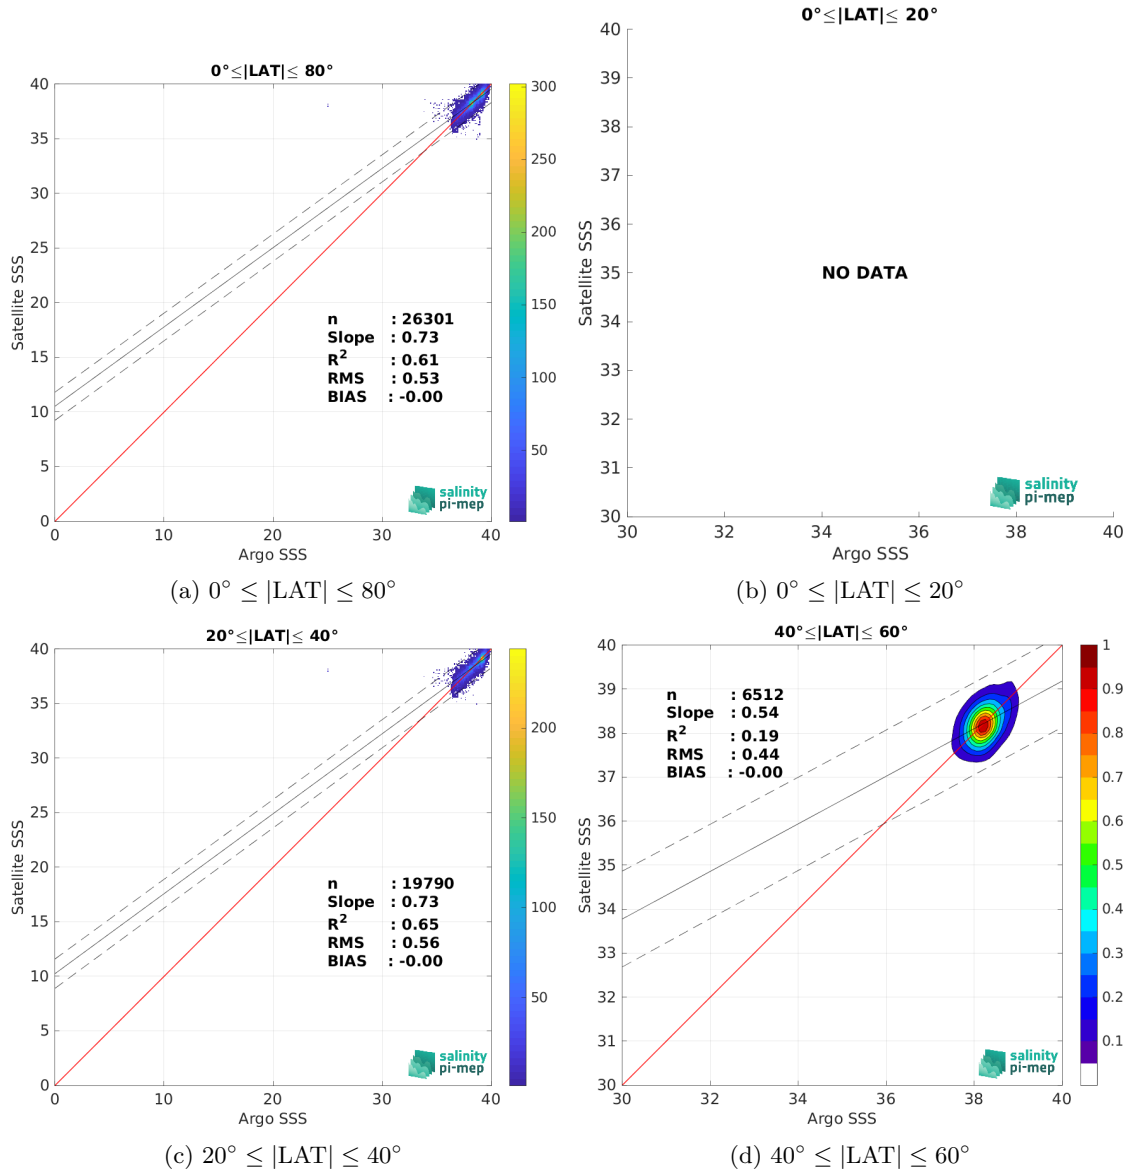 0°≤|LAT|≤ 80°
40
35
30
25
20
15
10
5
0
Satellite SSS
n : 26301
Slope : 0.73
R² : 0.61
RMS : 0.53
BIAS : -0.00
salinity
pi-mep
0 10 20 30 40
Argo SSS
300
250
200
150
100
50
(a) 0° ≤ |LAT| ≤ 80°
0°≤|LAT|≤ 20°
40
39
38
37
36
35
34
33
32
31
30
Satellite SSS
NO DATA
salinity
pi-mep
30 32 34 36 38 40
Argo SSS
(b) 0° ≤ |LAT| ≤ 20°
20°≤|LAT|≤ 40°
40
35
30
25
20
15
10
5
0
Satellite SSS
n : 19790
Slope : 0.73
R² : 0.65
RMS : 0.56
BIAS : -0.00
salinity
pi-mep
0 10 20 30 40
Argo SSS
200
150
100
50
(c) 20° ≤ |LAT| ≤ 40°
40°≤|LAT|≤ 60°
40
39
38
37
36
35
34
33
32
31
30
Satellite SSS
n : 6512
Slope : 0.54
R² : 0.19
RMS : 0.44
BIAS : -0.00
salinity
pi-mep
30 32 34 36 38 40
Argo SSS
1
0.9
0.8
0.7
0.6
0.5
0.4
0.3
0.2
0.1
(d) 40° ≤ |LAT| ≤ 60°